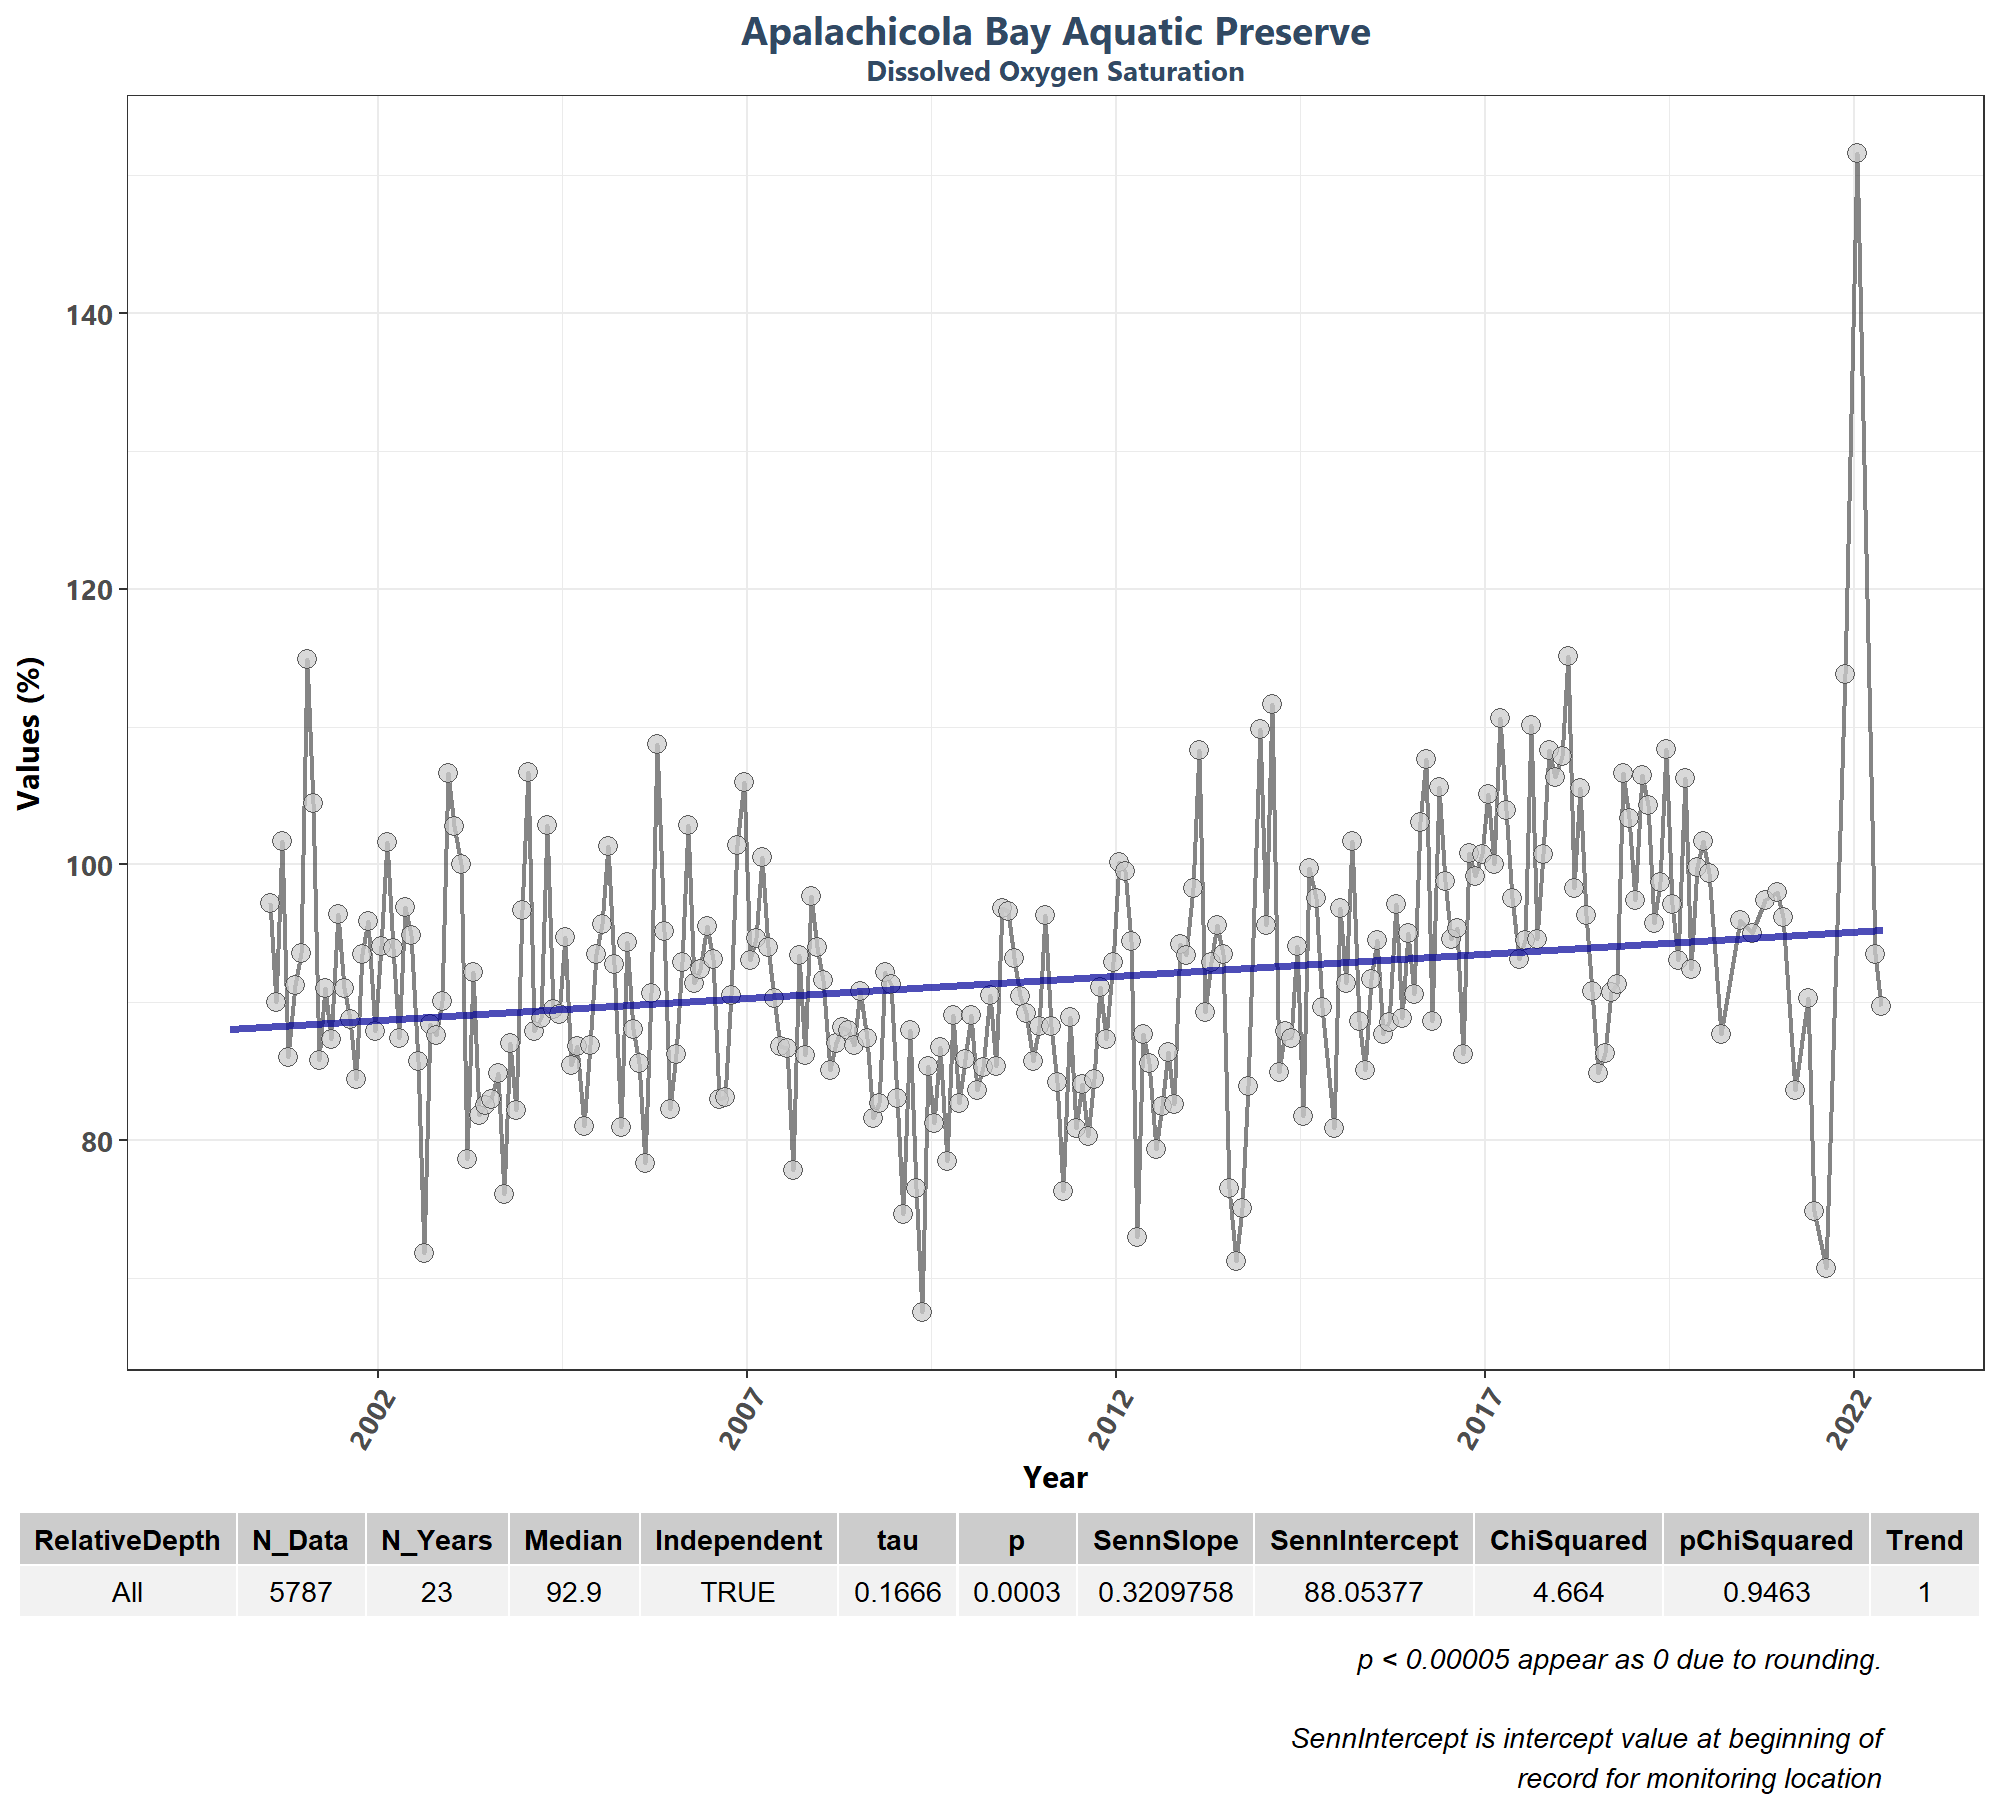 Apalachicola Bay Aquatic Preserve
Dissolved Oxygen Saturation
Values (%)
140
120
100
80
2002
2007
2012
2017
2022
Year
RelativeDepth N_Data N_Years Median Independent tau p SennSlope SennIntercept ChiSquared pChiSquared Trend
All 5787 23 92.9 TRUE 0.1666 0.0003 0.3209758 88.05377 4.664 0.9463 1
p < 0.00005 appear as 0 due to rounding.
SennIntercept is intercept value at beginning of
record for monitoring location